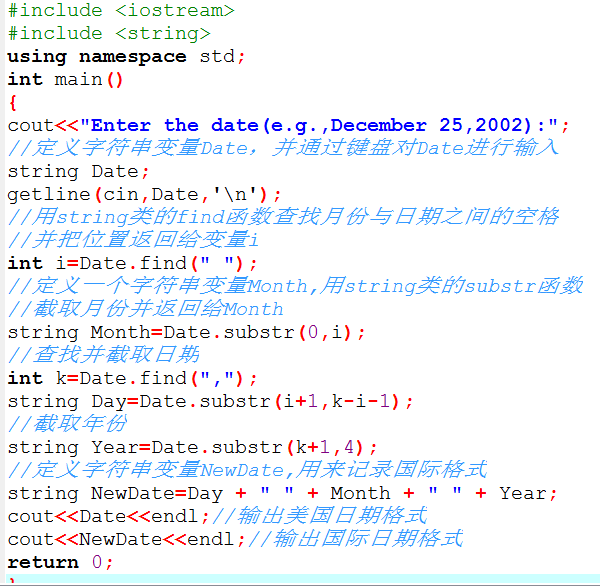 #include <iostream>
#include <string>
using namespace std;
int main()
{
cout<<"Enter the date(e.g.,December 25,2002):";
//定义字符串变量Date，并通过键盘对Date进行输入
string Date;
getline(cin,Date,'\n');
//用string类的find函数查找月份与日期之间的空格
//并把位置返回给变量i
int i=Date.find(" ");
//定义一个字符串变量Month,用string类的substr函数
//截取月份并返回给Month
string Month=Date.substr(0,i);
//查找并截取日期
int k=Date.find(",");
string Day=Date.substr(i+1,k-i-1);
//截取年份
string Year=Date.substr(k+1,4);
//定义字符串变量NewDate,用来记录国际格式
string NewDate=Day + " " + Month + " " + Year;
cout<<Date<<endl;//输出美国日期格式
cout<<NewDate<<endl;//输出国际日期格式
return 0;
}